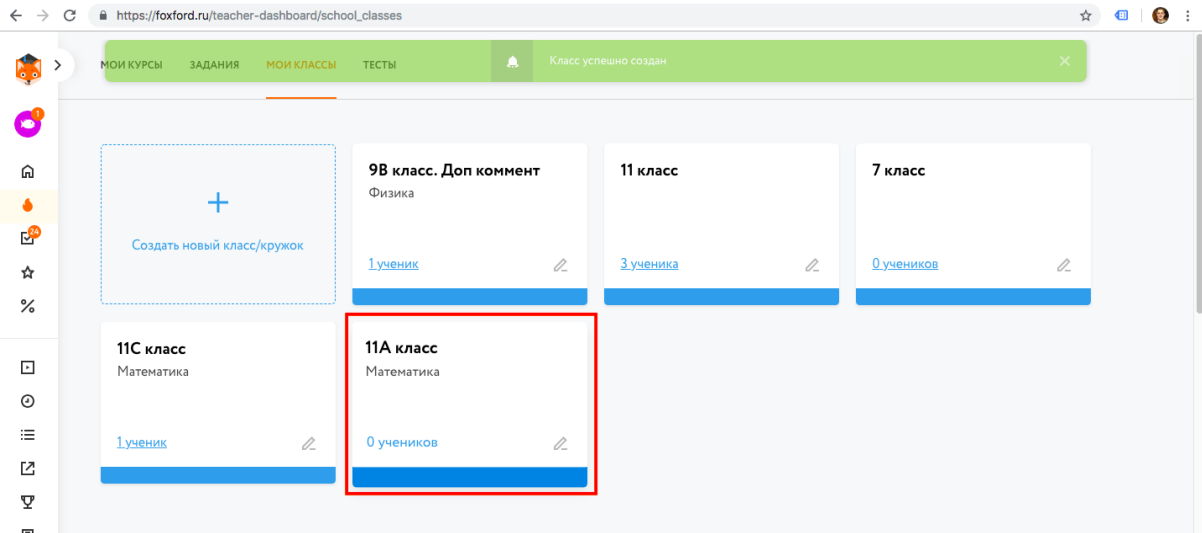 https://foxford.ru/teacher-dashboard/school_classes
МОИ КУРСЫ ЗАДАНИЯ МОИ КЛАССЫ ТЕСТЫ
Класс успешно создан
1
24
Создать новый класс/кружок
9В класс. Доп коммент
Физика
1 ученик
11 класс
3 ученика
7 класс
0 учеников
11С класс
Математика
1 ученик
11А класс
Математика
0 учеников